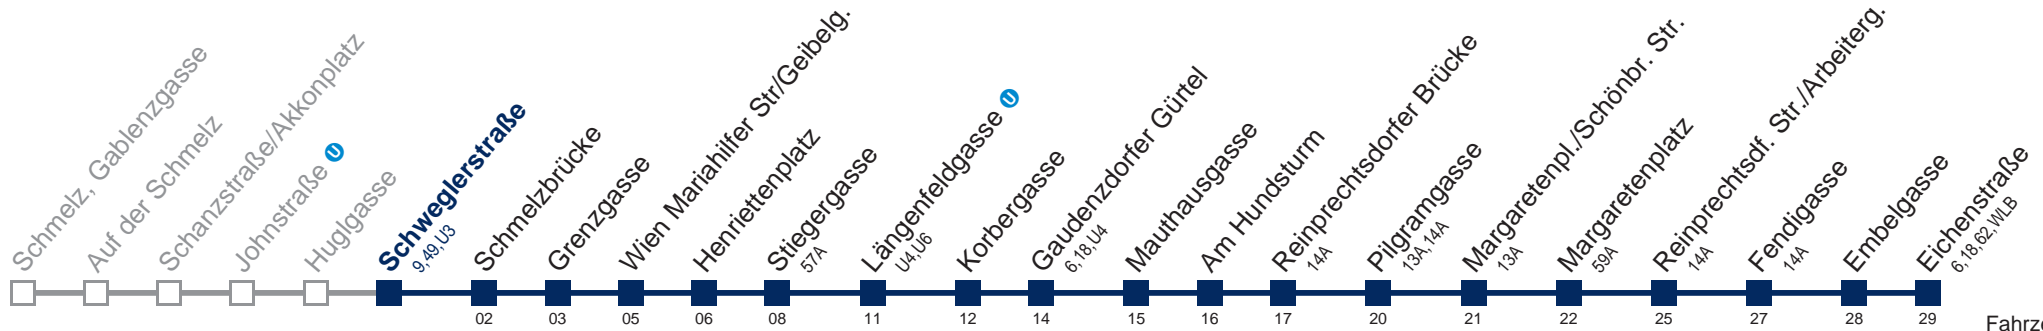 Schmelz, Gablenzgasse
Auf der Schmelz
Schanzstraße/Akkonplatz
Johnstraße U
Huglgasse
Schweglerstraße
9, 49, U3
Schmelzbrücke
Grenzgasse
Wien Mariahilfer Str/Geibelg.
Henriettenplatz
Stiegergasse
57A
Längenfeldgasse U
U4, U6
Korbergasse
Gaudenzdorfer Gürtel
6, 18, U4
Mauthausgasse
Am Hundsturm
Reinprechtsdorfer Brücke
14A
Pilgramgasse
13A, 14A
Margaretenpl./Schönbr. Str.
13A
Margaretenplatz
59A
Reinprechtsdf. Str./Arbeiterg.
14A
Fendigasse
14A
Embelgasse
Eichenstraße
6, 18, 62, WLB
02 03 05 06 08 11 12 14 15 16 17 20 21 22 25 27 28 29
Fahrz